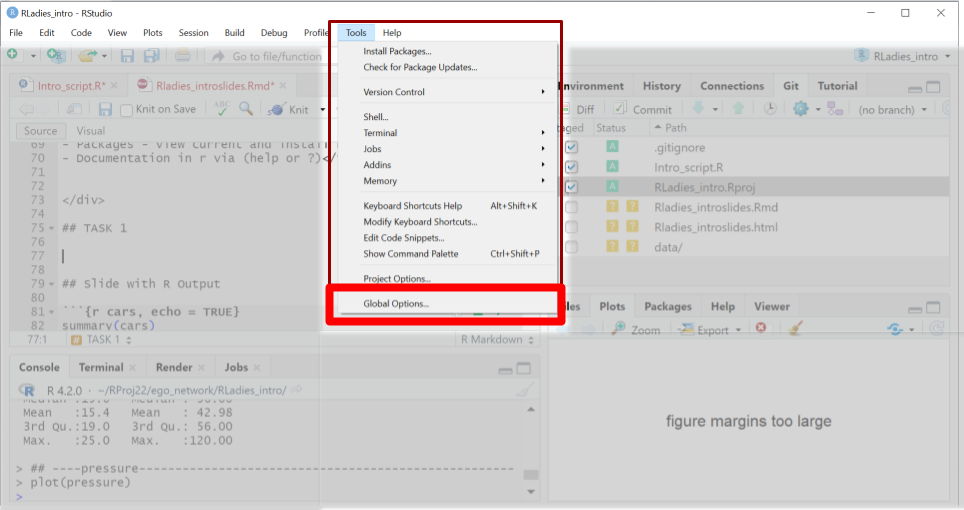 RLadies_intro - RStudio
File Edit Code View Plots Session Build Debug Profile Tools Help
Go to file/function
RLadies_intro
Intro_script.R*
Rladies_introslides.Rmd*
Knit on Save
ABC
Knit
Source Visual
69 - Packages - view current and install
70 - Documentation in r via (help or ?)</
71
72
73 </div>
74
75 ## TASK 1
76
77
78
79 ## Slide with R Output
80
81 ```{r cars, echo = TRUE}
82 summary(cars)
77:1 # TASK 1 R Markdown
Install Packages...
Check for Package Updates...
Version Control
Shell...
Terminal
Jobs
Addins
Memory
Keyboard Shortcuts Help Alt+Shift+K
Modify Keyboard Shortcuts...
Edit Code Snippets...
Show Command Palette Ctrl+Shift+P
Project Options...
Global Options...
nvironment History Connections Git Tutorial
Diff Commit (no branch)
aged Status Path
A .gitignore
A Intro_script.R
A RLadies_intro.Rproj
? ? Rladies_introslides.Rmd
? ? Rladies_introslides.html
? ? data/
les Plots Packages Help Viewer
Zoom Export
figure margins too large
Console Terminal Render Jobs
R 4.2.0 · ~/RProj22/ego_network/RLadies_intro/
Mean :15.4 Mean : 42.98
3rd Qu.:19.0 3rd Qu.: 56.00
Max. :25.0 Max. :120.00
> ## ----pressure--------------------------------------------------
> plot(pressure)
>